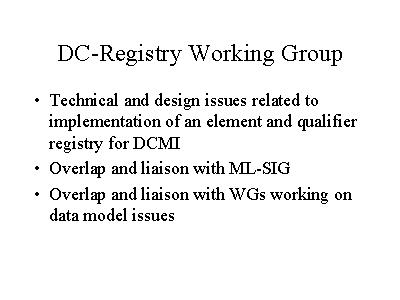 DC-Registry Working Group
• Technical and design issues related to
implementation of an element and qualifier
registry for DCMI
• Overlap and liaison with ML-SIG
• Overlap and liaison with WGs working on
data model issues